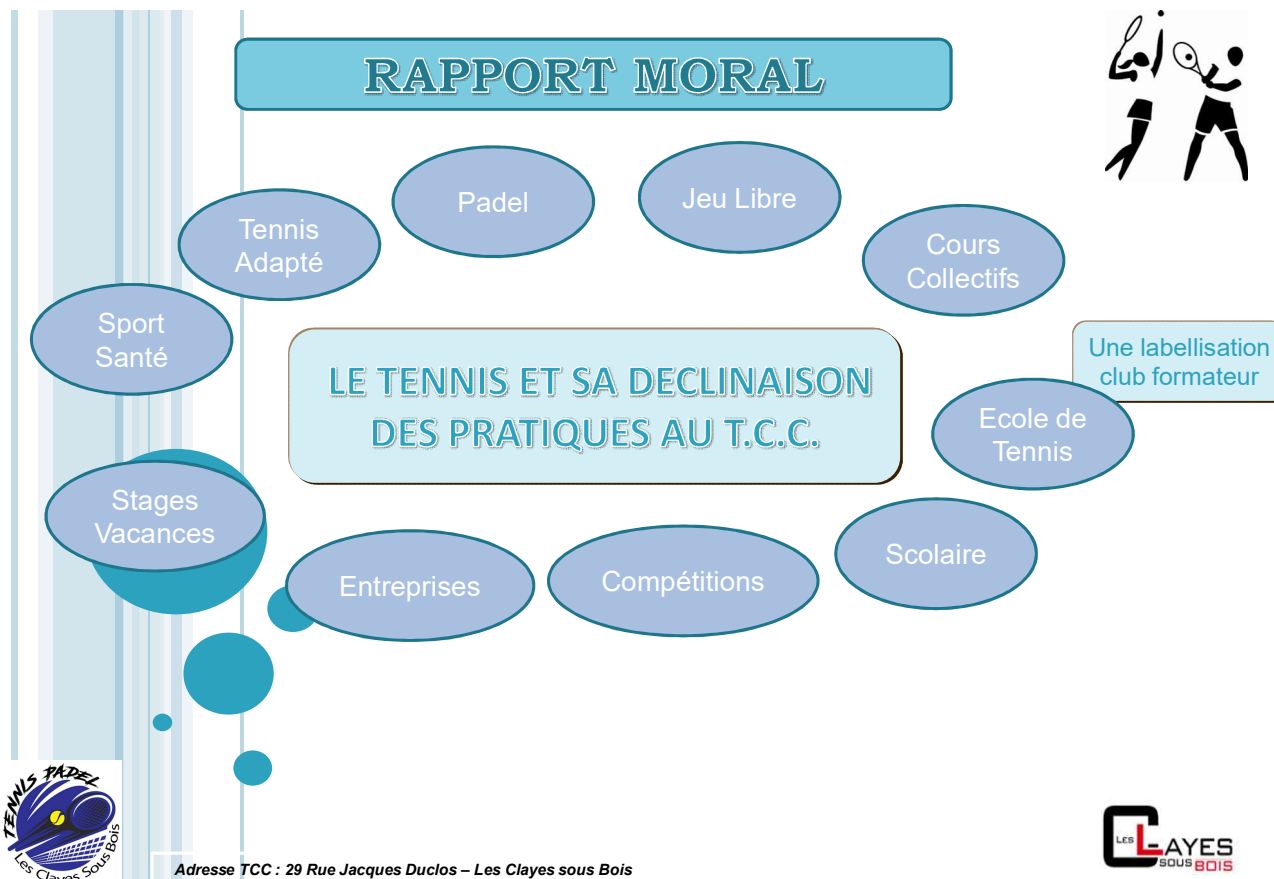 RAPPORT MORAL
Padel
Jeu Libre
Tennis
Adapté
Cours
Collectifs
Sport
Santé
Une labellisation
club formateur
LE TENNIS ET SA DECLINAISON
DES PRATIQUES AU T.C.C.
Ecole de
Tennis
Stages
Vacances
Entreprises
Compétitions
Scolaire
TENNIS PADEL
Les Clayes Sous Bois
Adresse TCC : 29 Rue Jacques Duclos – Les Clayes sous Bois
LES CLAYES
SOUS BOIS